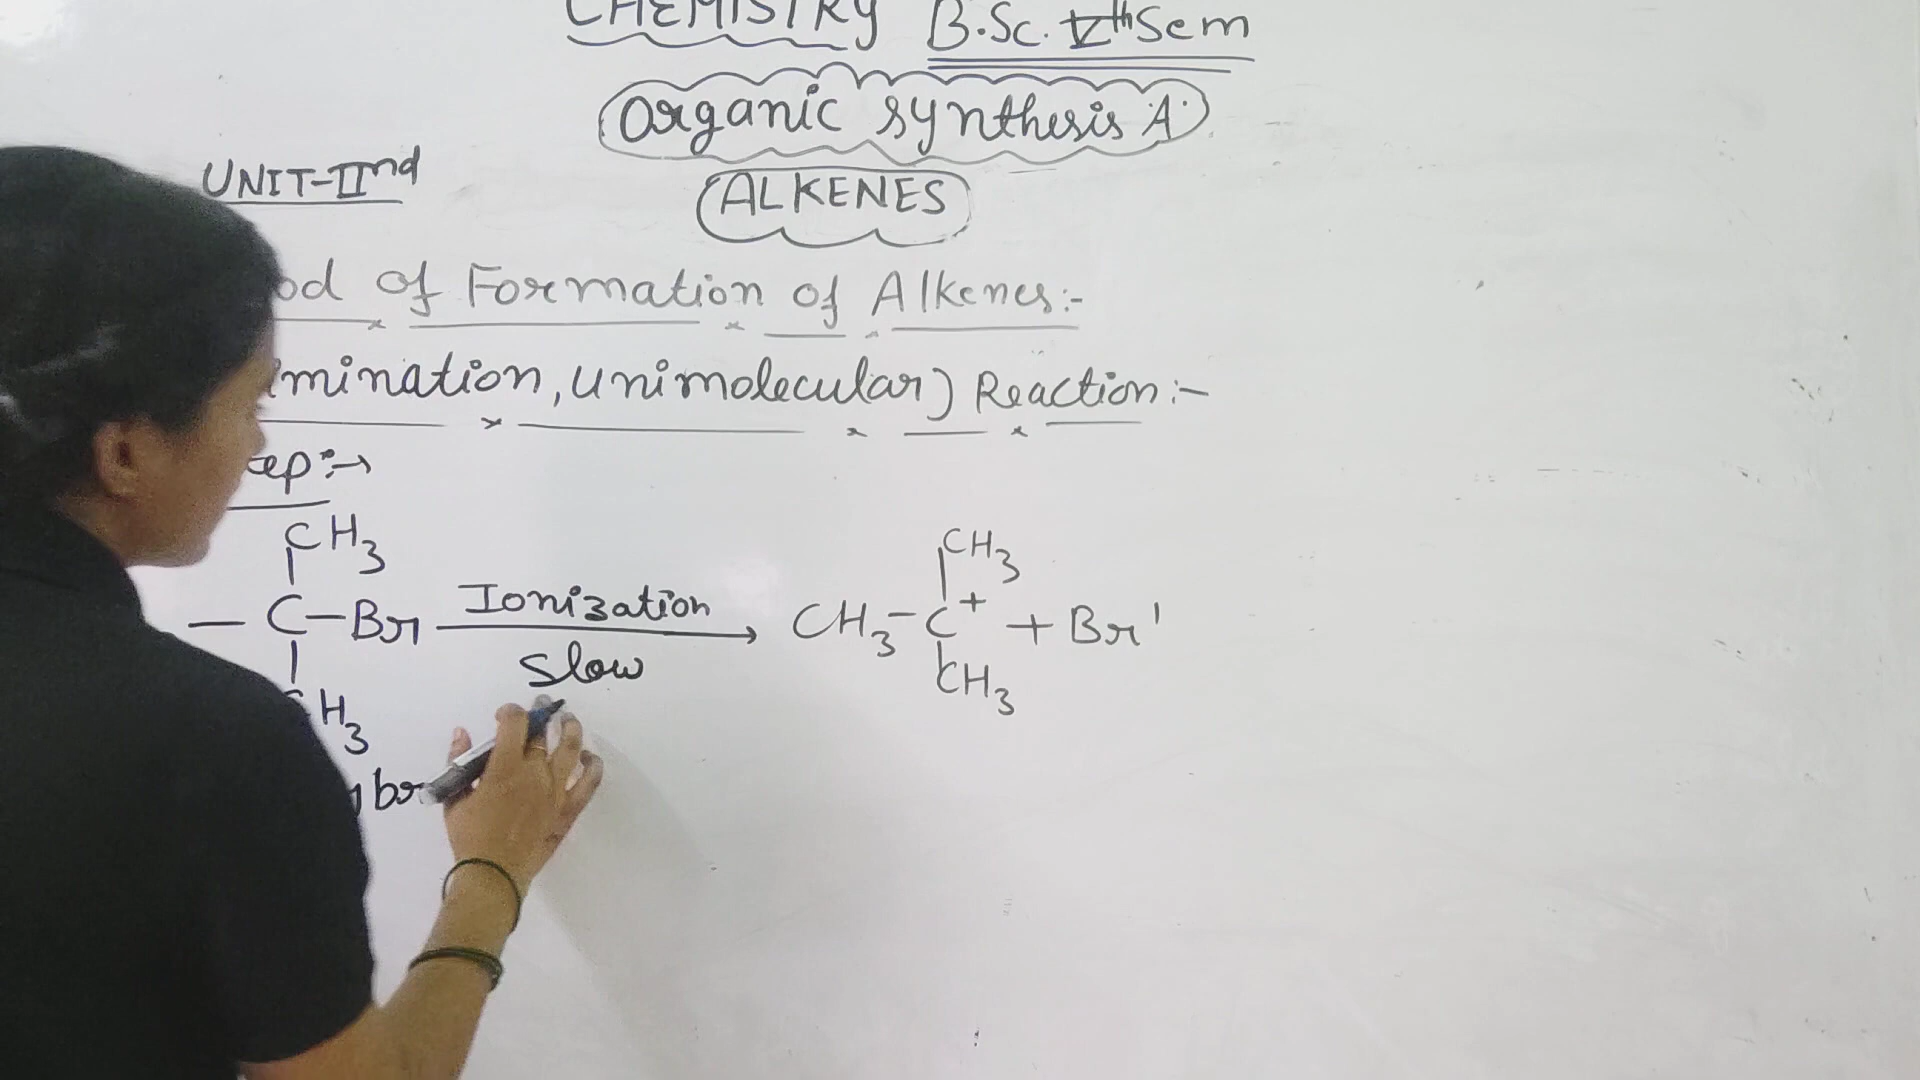 CHEMISTRY B.Sc. Vth Sem
Organic synthesis 'A'
UNIT-IInd
ALKENES
od of Formation of Alkenes:-
mination, unimolecular) Reaction:-
ep:→
CH3
— C — Br Ionization slow → CH3 - C+ + Br'
CH3
H3
CH3
br